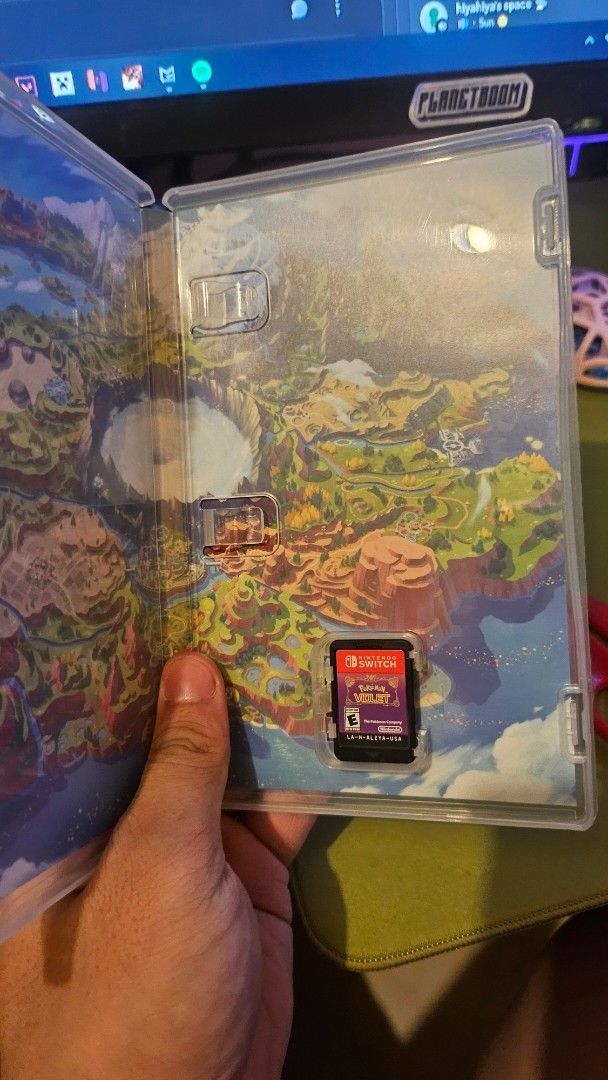 hiyahiya's space
Sun
PLANETBOOM
NINTENDO
SWITCH
POKÉMON
VIOLET
E
The Pokémon Company
Nintendo
LA-H-ALZYA-USA